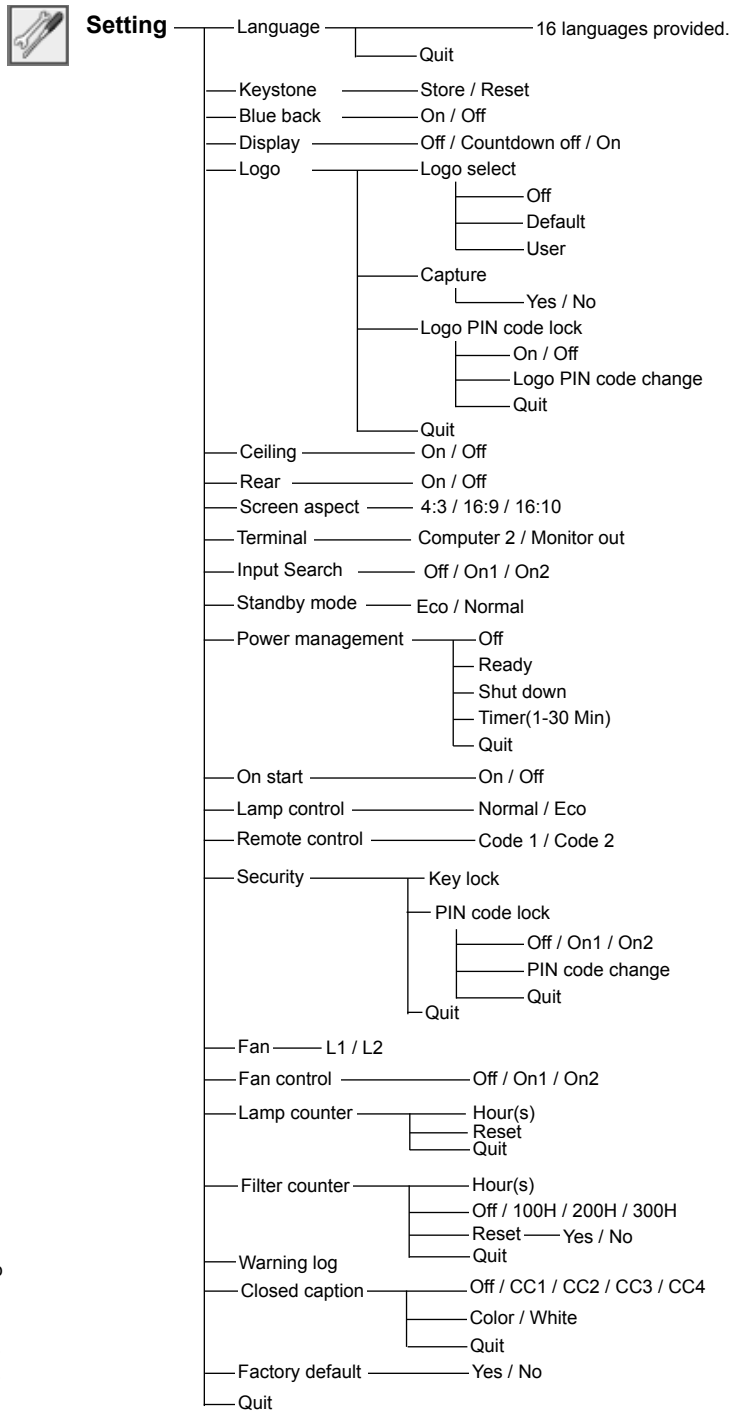 Setting
Language
16 languages provided.
Quit
Keystone
Store / Reset
Blue back
On / Off
Display
Off / Countdown off / On
Logo
Logo select
Off
Default
User
Capture
Yes / No
Logo PIN code lock
On / Off
Logo PIN code change
Quit
Quit
Ceiling
On / Off
Rear
On / Off
Screen aspect
4:3 / 16:9 / 16:10
Terminal
Computer 2 / Monitor out
Input Search
Off / On1 / On2
Standby mode
Eco / Normal
Power management
Off
Ready
Shut down
Timer(1-30 Min)
Quit
On start
On / Off
Lamp control
Normal / Eco
Remote control
Code 1 / Code 2
Security
Key lock
PIN code lock
Off / On1 / On2
PIN code change
Quit
Quit
Fan
L1 / L2
Fan control
Off / On1 / On2
Lamp counter
Hour(s)
Reset
Quit
Filter counter
Hour(s)
Off / 100H / 200H / 300H
Reset
Yes / No
Quit
Warning log
Closed caption
Off / CC1 / CC2 / CC3 / CC4
Color / White
Quit
Factory default
Yes / No
Quit